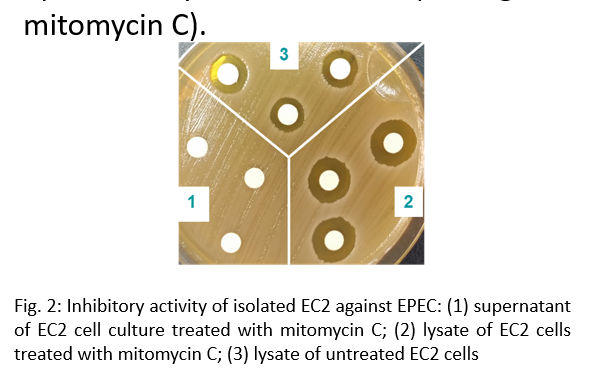 mitomycin C).
3
1
2
Fig. 2: Inhibitory activity of isolated EC2 against EPEC: (1) supernatant
of EC2 cell culture treated with mitomycin C; (2) lysate of EC2 cells
treated with mitomycin C; (3) lysate of untreated EC2 cells